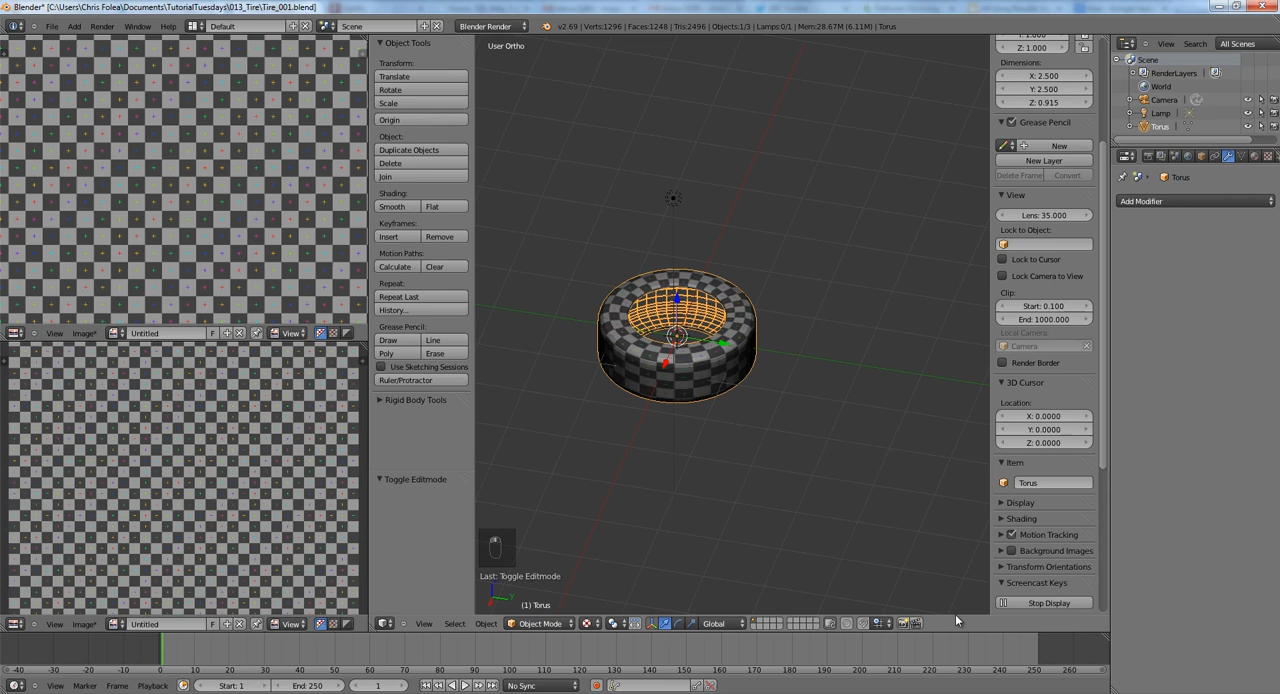 Blender* [C:\Users\Chris Folea\Documents\TutorialTuesdays\013_Tire\Tire_001.blend]
File Add Render Window Help Default Scene Blender Render v2.69 | Verts:1296 | Faces:1248 | Tris:2496 | Objects:1/3 | Lamps:0/1 | Mem:28.67M (6.11M) | Torus
Object Tools
Transform:
Translate
Rotate
Scale
Origin
Object:
Duplicate Objects
Delete
Join
Shading:
Smooth Flat
Keyframes:
Insert Remove
Motion Paths:
Calculate Clear
Repeat:
Repeat Last
History...
Grease Pencil:
Draw Line
Poly Erase
Use Sketching Sessions
Ruler/Protractor
Rigid Body Tools
Toggle Editmode
User Ortho
Last: Toggle Editmode
(1) Torus
Z: 1.000
Dimensions:
X: 2.500
Y: 2.500
Z: 0.915
Grease Pencil
New
New Layer
Delete Frame Convert
View
Lens: 35.000
Lock to Object:
Lock to Cursor
Lock Camera to View
Clip:
Start: 0.100
End: 1000.000
Local Camera:
Camera
Render Border
3D Cursor
Location:
X: 0.0000
Y: 0.0000
Z: 0.0000
Item
Torus
Display
Shading
Motion Tracking
Background Images
Transform Orientations
Screencast Keys
Stop Display
View Search All Scenes
Scene
RenderLayers
World
Camera
Lamp
Torus
Torus
Add Modifier
View Image* Untitled F View
View Image* Untitled F View
View Select Object Object Mode Global
-40 -30 -20 -10 0 10 20 30 40 50 60 70 80 90 100 110 120 130 140 150 160 170 180 190 200 210 220 230 240 250 260
View Marker Frame Playback Start: 1 End: 250 1 No Sync